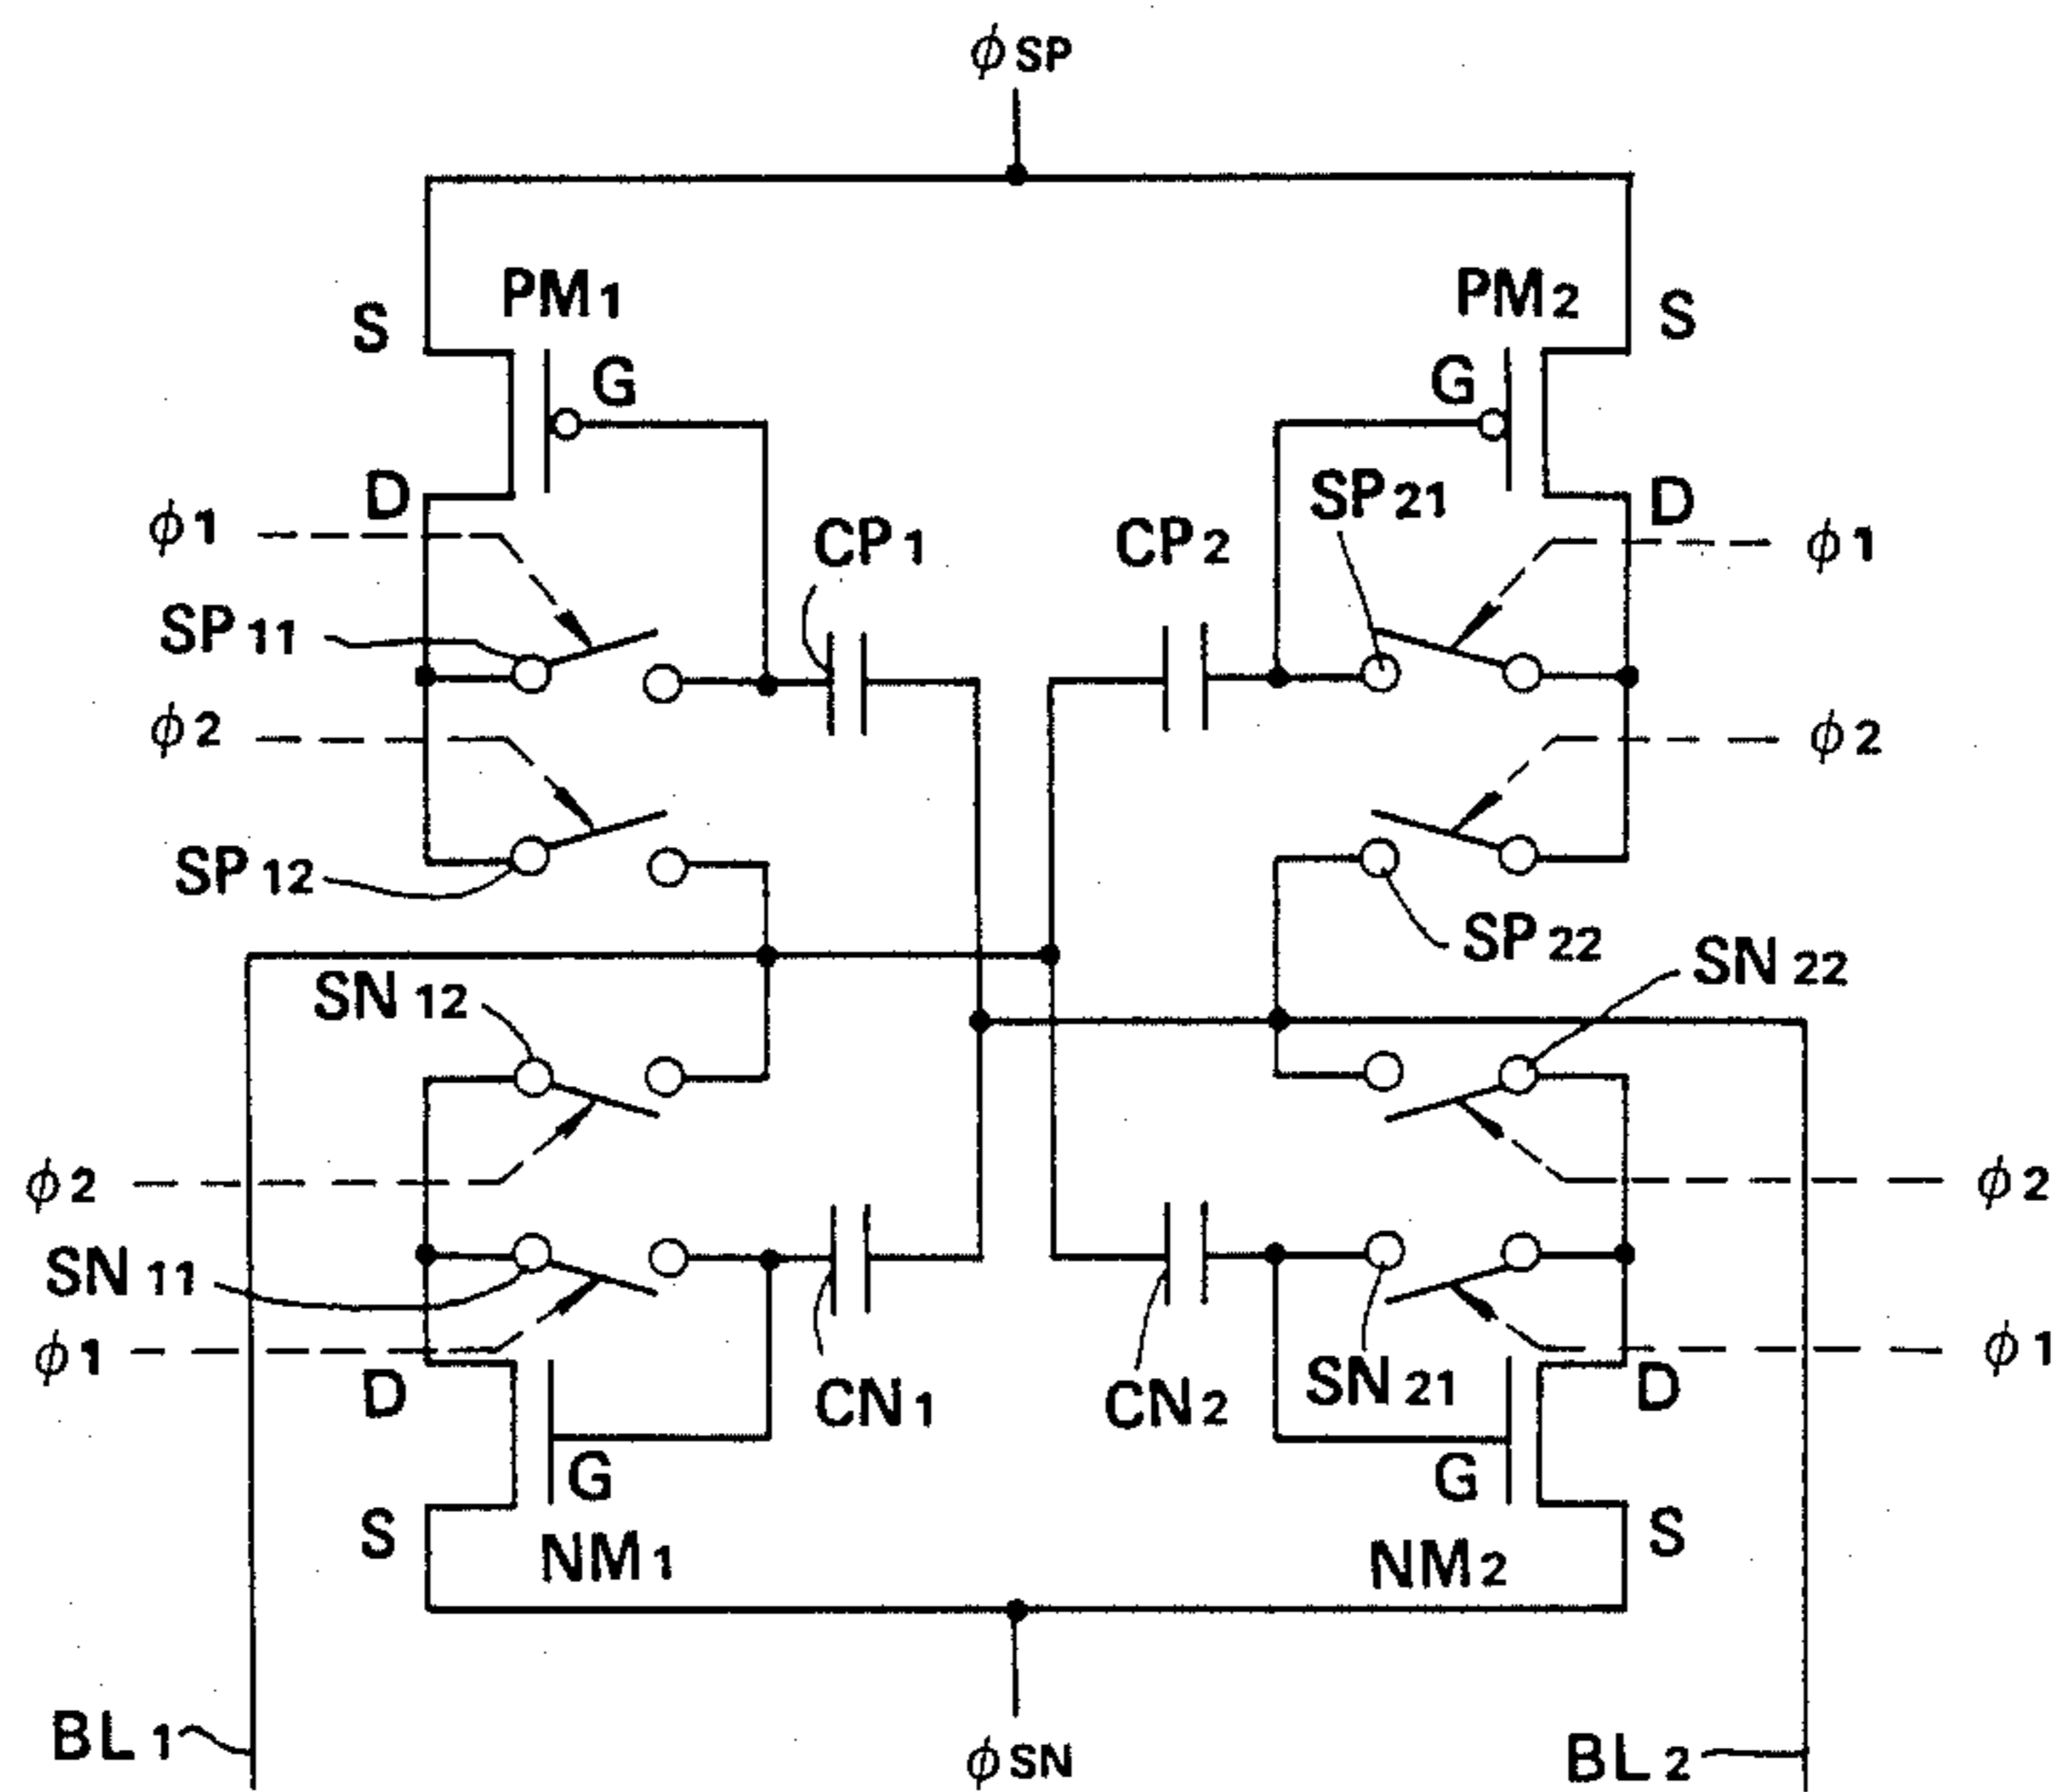 ϕSP
PM1
PM2
S
S
G
G
D
SP21
D
ϕ1
CP1
CP2
ϕ1
SP11
ϕ2
ϕ2
SP12
SP22
SN22
SN12
ϕ2
ϕ2
SN11
ϕ1
ϕ1
D
CN1
CN2
SN21
D
G
G
S
NM1
NM2
S
BL1
ϕSN
BL2